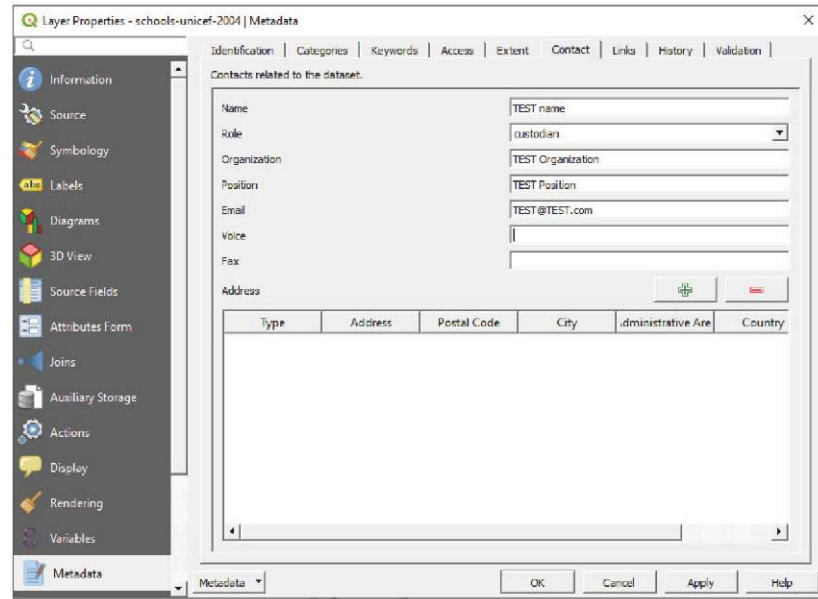 Layer Properties - schools-unicef-2004 | Metadata
Identification
Categories
Keywords
Access
Extent
Contact
Links
History
Validation
Information
Source
Symbology
abc Labels
Diagrams
3D View
Source Fields
Attributes Form
Joins
Auxiliary Storage
Actions
Display
Rendering
Variables
Metadata
Contacts related to the dataset.
Name TEST name
Role custodian
Organization TEST Organization
Position TEST Position
Email TEST@TEST.com
Voice
Fax
Address
Type Address Postal Code City dministrative Are Country
Metadata
OK Cancel Apply Help